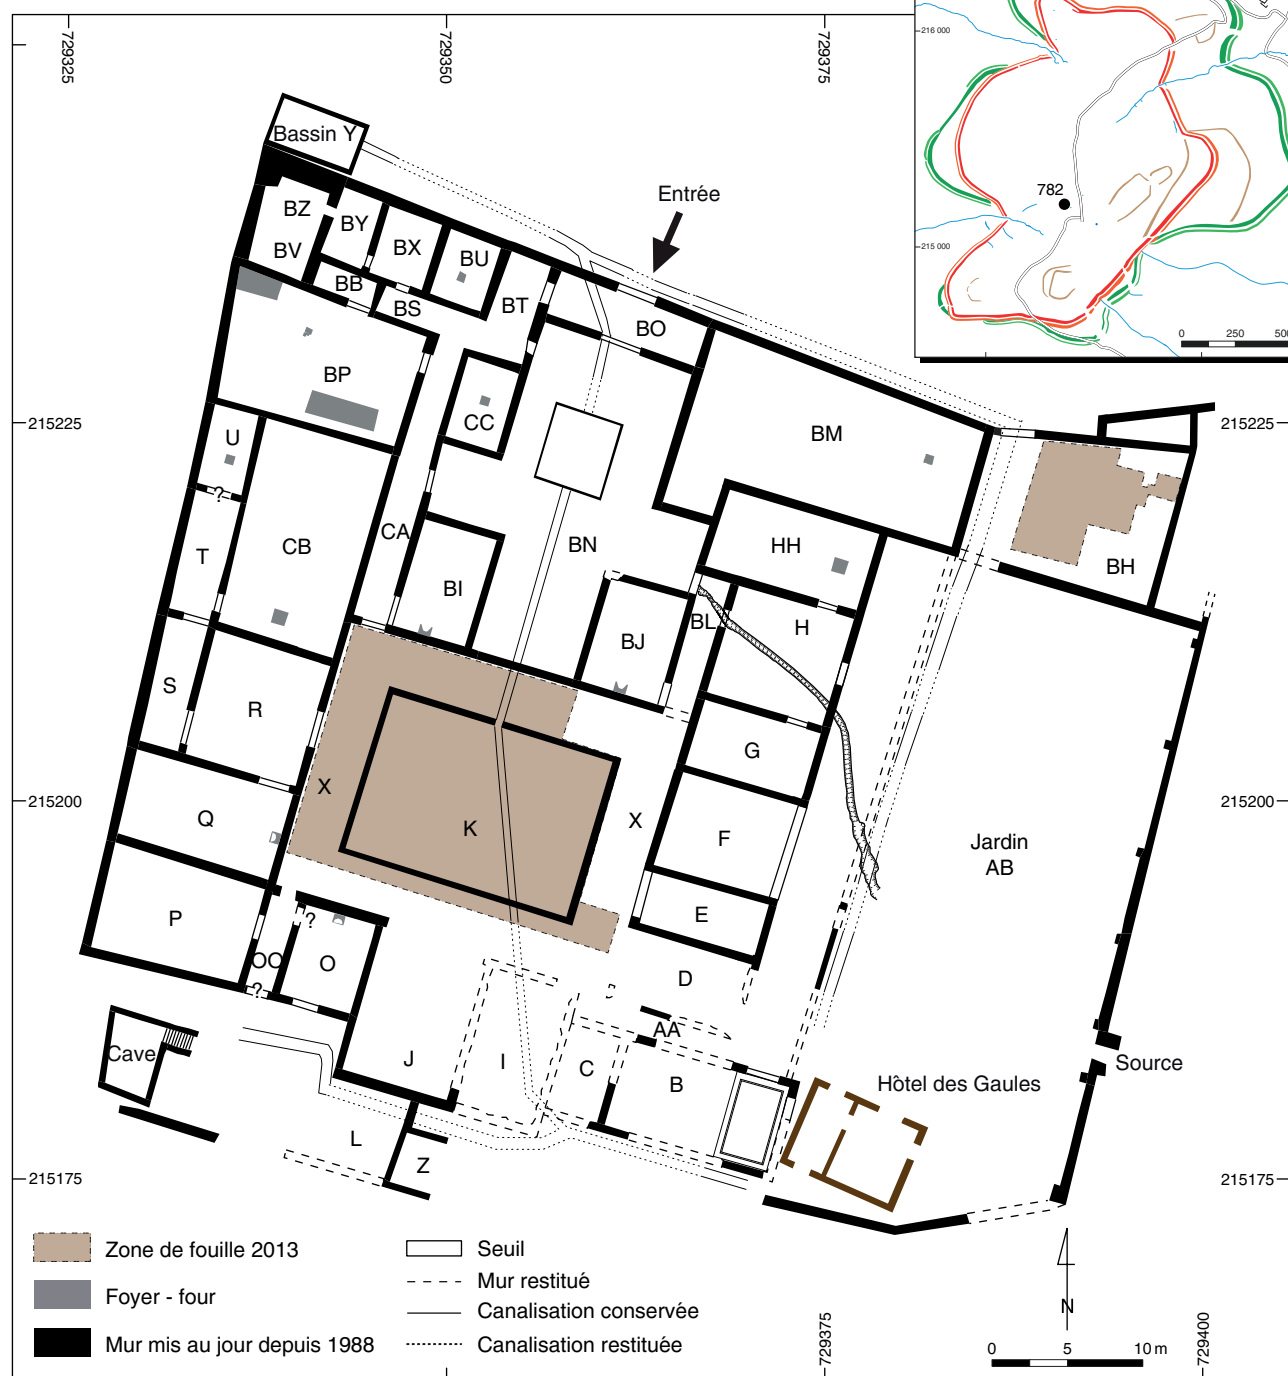 729325
729350
729375
216 000
782
215 000
0 250 500
Bassin Y
Entrée
BZ
BY
BX
BU
BV
BB
BS
BT
BO
BP
CC
BM
215225
215225
U
?
CB
CA
BN
HH
T
BI
BH
BJ
BL
H
S
R
G
X
Q
K
X
F
215200
215200
Jardin
AB
P
?
E
OO
O
?
D
AA
Cave
J
I
C
B
Source
Hôtel des Gaules
L
Z
215175
215175
Zone de fouille 2013
Foyer - four
Mur mis au jour depuis 1988
Seuil
Mur restitué
Canalisation conservée
Canalisation restituée
N
0 5 10 m
729375
729400